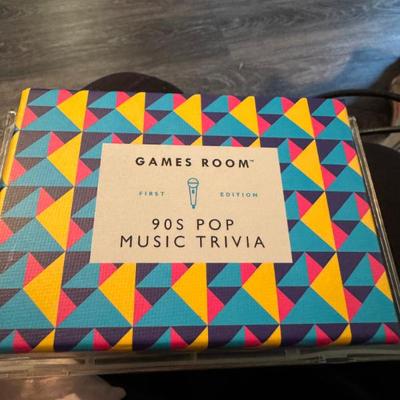 GAMES ROOM™
FIRST EDITION
90S POP
MUSIC TRIVIA